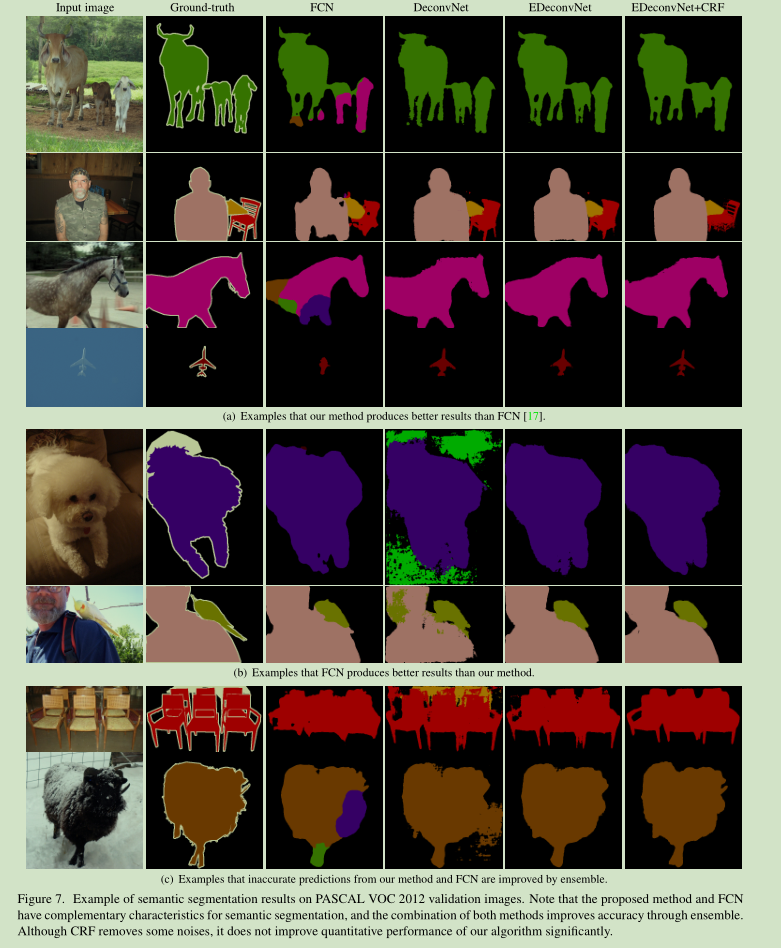 Input image Ground-truth FCN DeconvNet EDeconvNet EDeconvNet+CRF
(a) Examples that our method produces better results than FCN [17].
(b) Examples that FCN produces better results than our method.
(c) Examples that inaccurate predictions from our method and FCN are improved by ensemble.
Figure 7. Example of semantic segmentation results on PASCAL VOC 2012 validation images. Note that the proposed method and FCN
have complementary characteristics for semantic segmentation, and the combination of both methods improves accuracy through ensemble.
Although CRF removes some noises, it does not improve quantitative performance of our algorithm significantly.